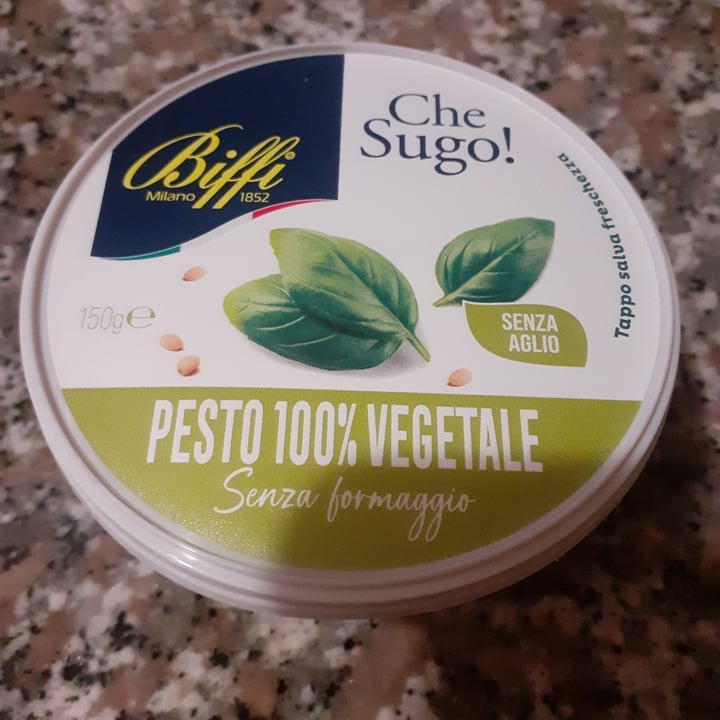 Biffi
Milano 1852
Che
Sugo!
Tappo salva freschezza
150g e
SENZA
AGLIO
PESTO 100% VEGETALE
Senza formaggio